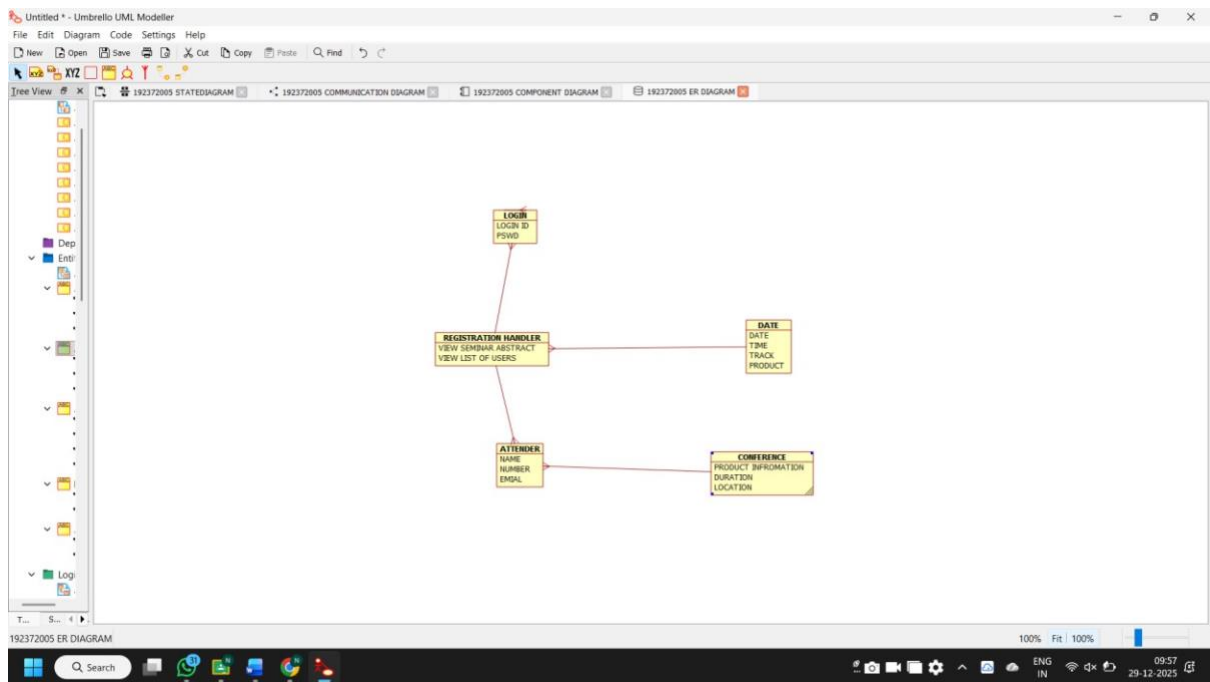 Untitled * - Umbrello UML Modeller
File Edit Diagram Code Settings Help
New Open Save Cut Copy Paste Find
XYZ
Tree View 192372005 STATEDIAGRAM 192372005 COMMUNICATION DIAGRAM 192372005 COMPONENT DIAGRAM 192372005 ER DIAGRAM
Dep
Enti
Logi
LOGIN
LOGIN ID
PSWD
REGISTRATION HANDLER
VIEW SEMINAR ABSTRACT
VIEW LIST OF USERS
DATE
DATE
TIME
TRACK
PRODUCT
ATTENDER
NAME
NUMBER
EMIAL
CONFERENCE
PRODUCT INFROMATION
DURATION
LOCATION
T... S...
192372005 ER DIAGRAM 100% Fit 100%
Search 31 ENG 09:57
IN 29-12-2025